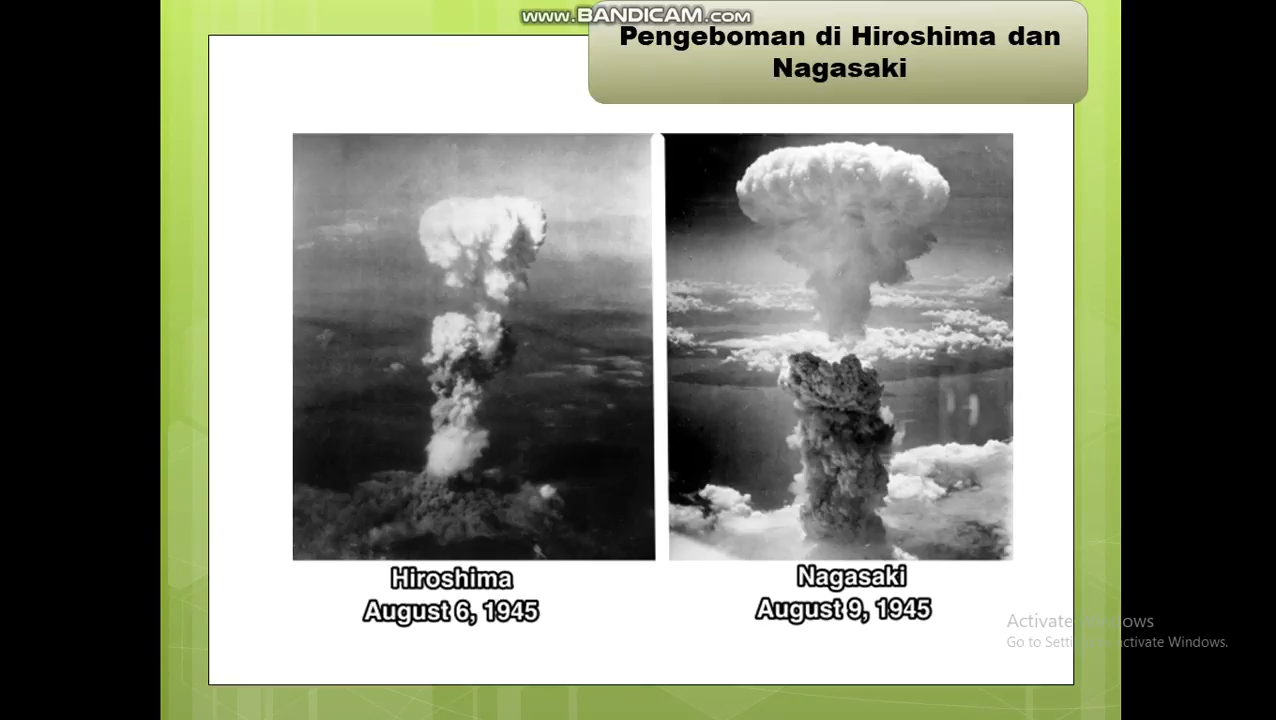 www.BANDICAM.com
Pengeboman di Hiroshima dan
Nagasaki
Hiroshima
August 6, 1945
Nagasaki
August 9, 1945
Activate Windows
Go to Settings to activate Windows.